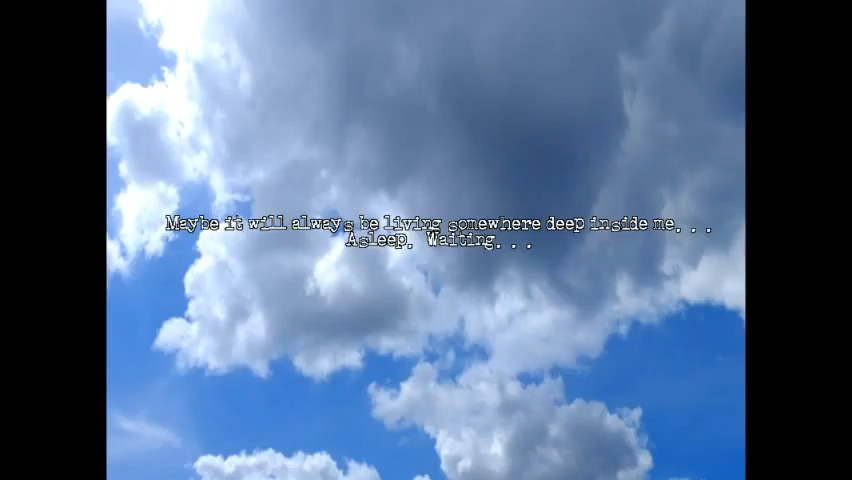 Maybe it will always be living somewhere deep inside me...
Asleep. Waiting...